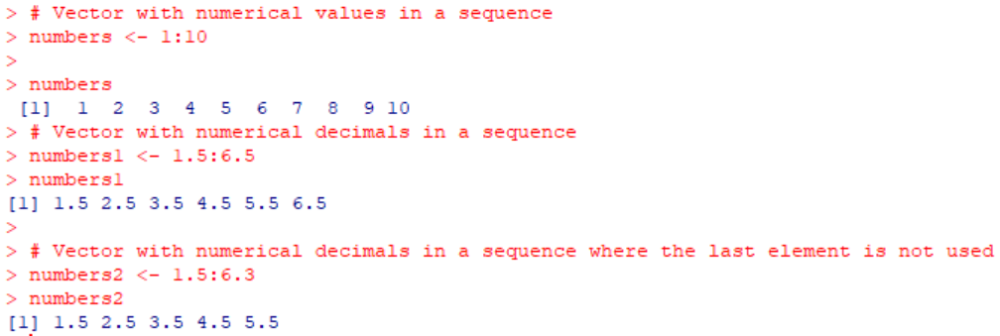 > # Vector with numerical values in a sequence
> numbers <- 1:10
>
> numbers
 [1]  1  2  3  4  5  6  7  8  9 10
> # Vector with numerical decimals in a sequence
> numbers1 <- 1.5:6.5
> numbers1
[1] 1.5 2.5 3.5 4.5 5.5 6.5
>
> # Vector with numerical decimals in a sequence where the last element is not used
> numbers2 <- 1.5:6.3
> numbers2
[1] 1.5 2.5 3.5 4.5 5.5